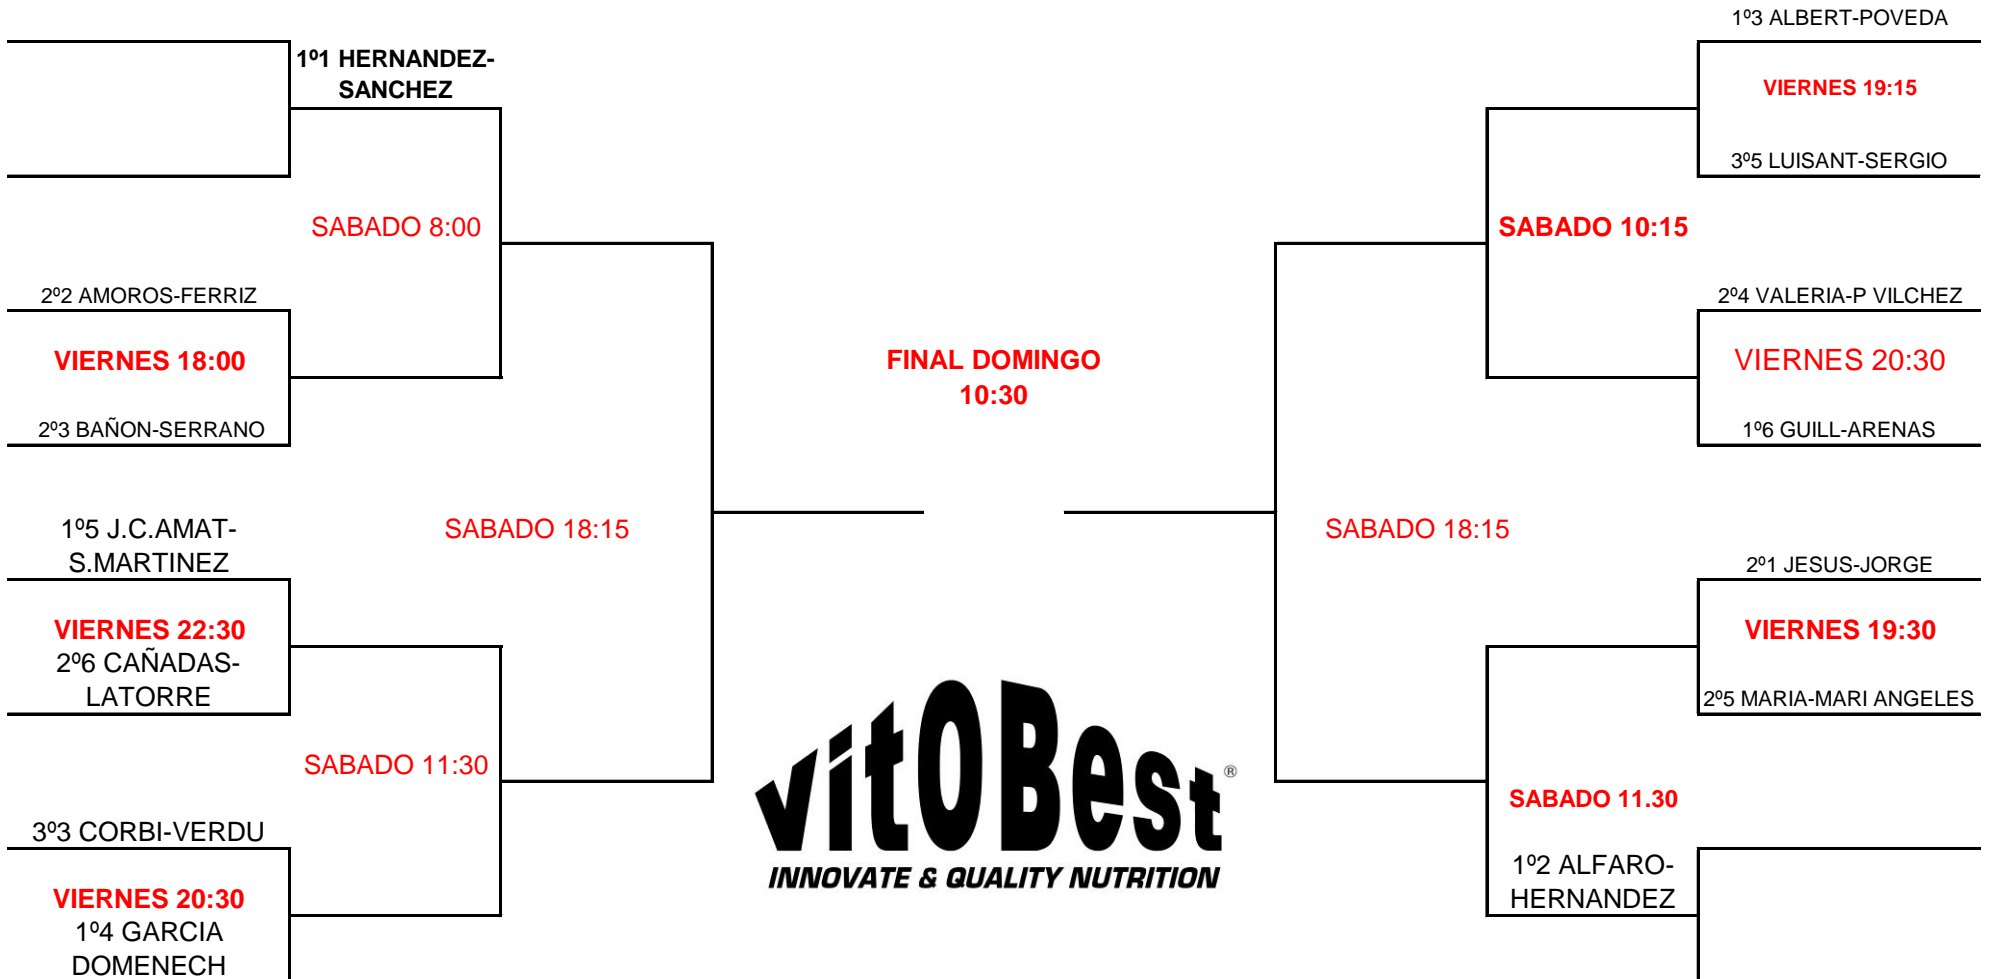 1º3 ALBERT-POVEDA
1º1 HERNANDEZ-
SANCHEZ
VIERNES 19:15
3º5 LUISANT-SERGIO
SABADO 8:00
SABADO 10:15
2º2 AMOROS-FERRIZ
2º4 VALERIA-P VILCHEZ
VIERNES 18:00
FINAL DOMINGO
10:30
VIERNES 20:30
2º3 BAÑON-SERRANO
1º6 GUILL-ARENAS
1º5 J.C.AMAT-
S.MARTINEZ
SABADO 18:15
SABADO 18:15
2º1 JESUS-JORGE
VIERNES 22:30
2º6 CAÑADAS-
LATORRE
VIERNES 19:30
2º5 MARIA-MARI ANGELES
SABADO 11:30
SABADO 11.30
vitOBest®
INNOVATE & QUALITY NUTRITION
3º3 CORBI-VERDU
1º2 ALFARO-
HERNANDEZ
VIERNES 20:30
1º4 GARCIA
DOMENECH